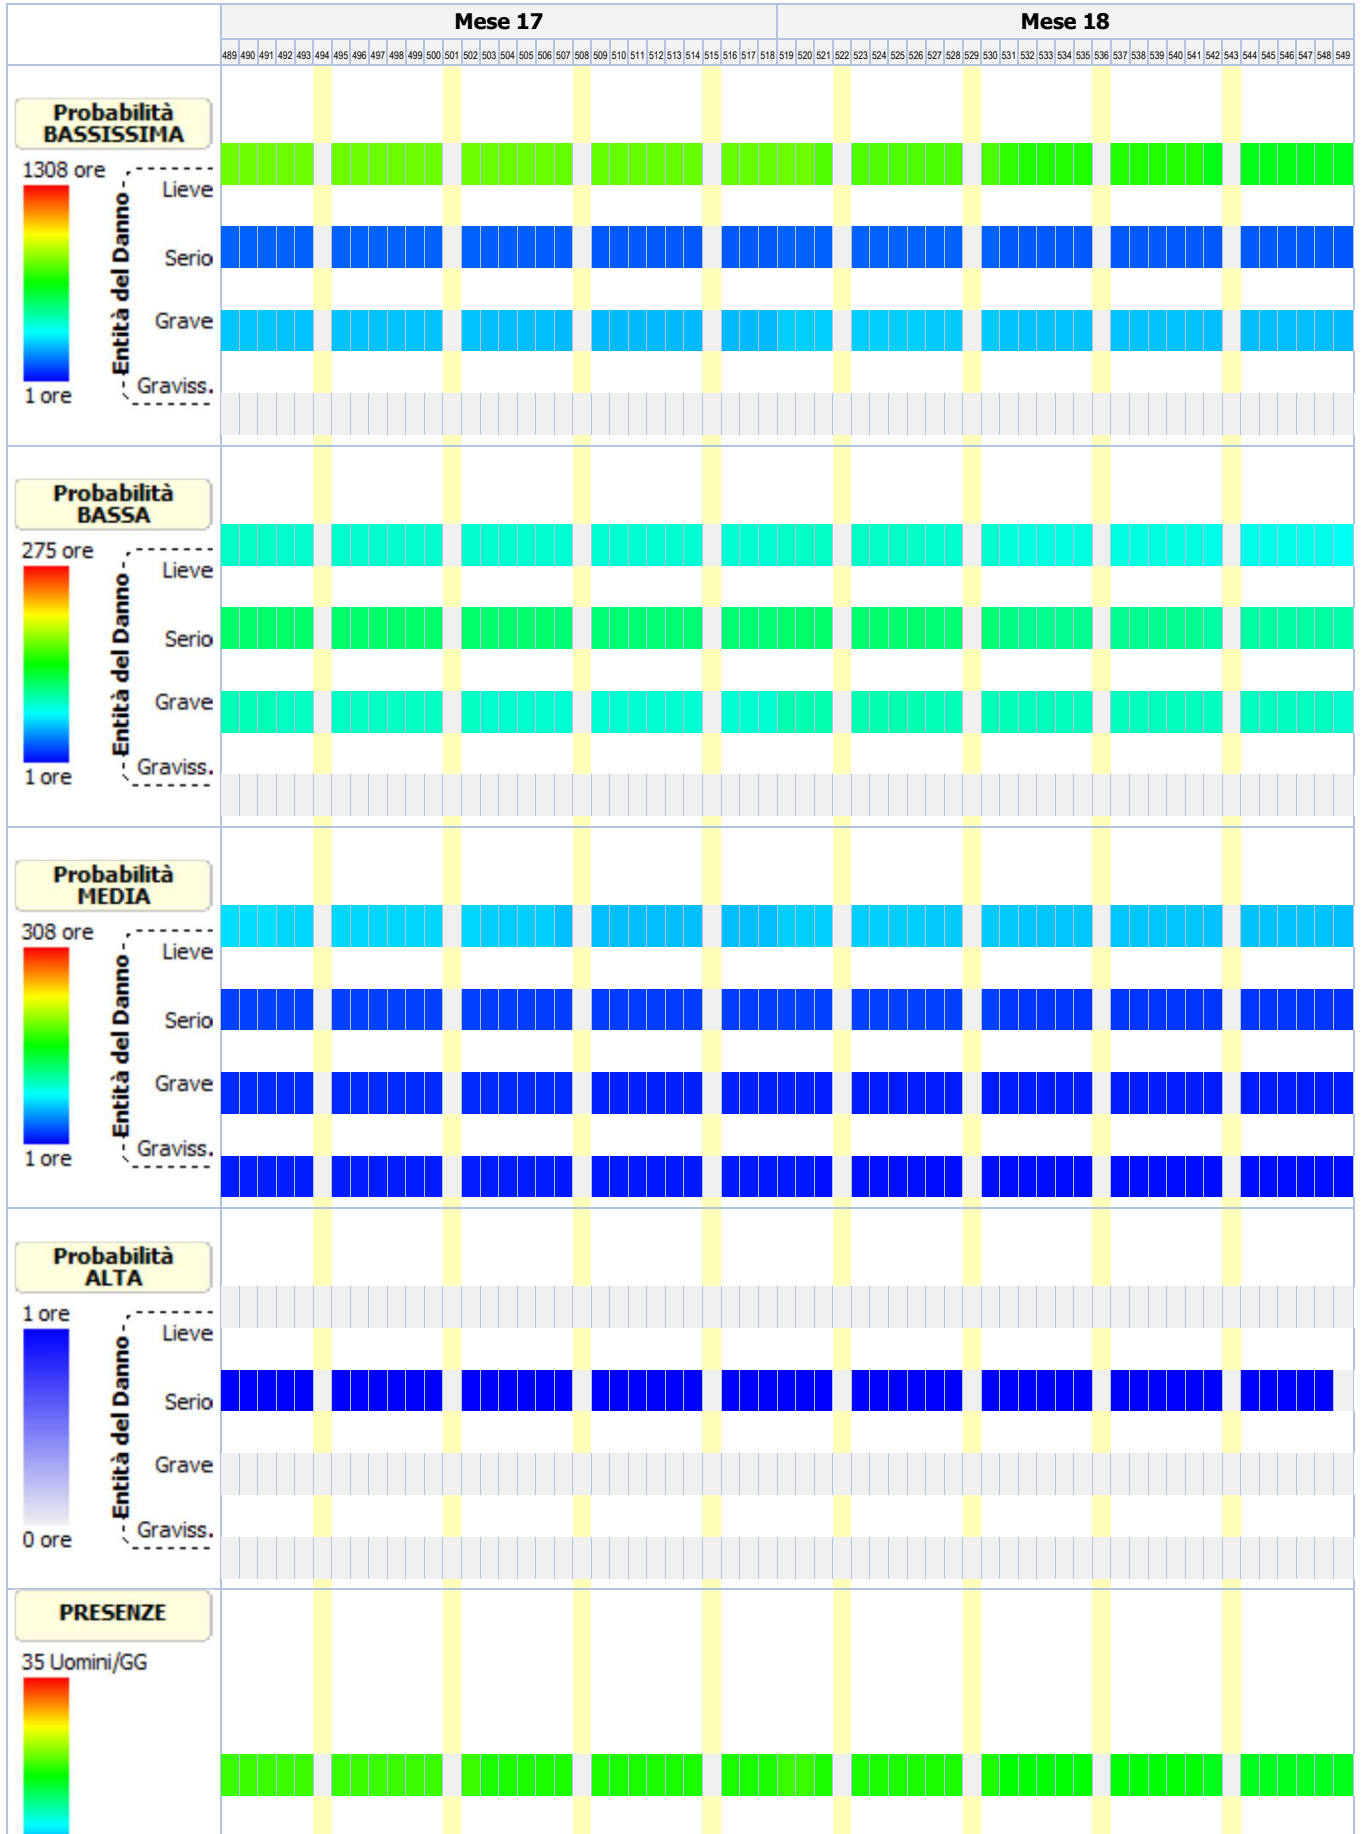 Mese 17 Mese 18
489 490 491 492 493 494 495 496 497 498 499 500 501 502 503 504 505 506 507 508 509 510 511 512 513 514 515 516 517 518 519 520 521 522 523 524 525 526 527 528 529 530 531 532 533 534 535 536 537 538 539 540 541 542 543 544 545 546 547 548 549
Probabilità
BASSISSIMA
1308 ore
Entità del Danno
Lieve
Serio
Grave
Graviss.
1 ore
Probabilità
BASSA
275 ore
Entità del Danno
Lieve
Serio
Grave
Graviss.
1 ore
Probabilità
MEDIA
308 ore
Entità del Danno
Lieve
Serio
Grave
Graviss.
1 ore
Probabilità
ALTA
1 ore
Entità del Danno
Lieve
Serio
Grave
Graviss.
0 ore
PRESENZE
35 Uomini/GG